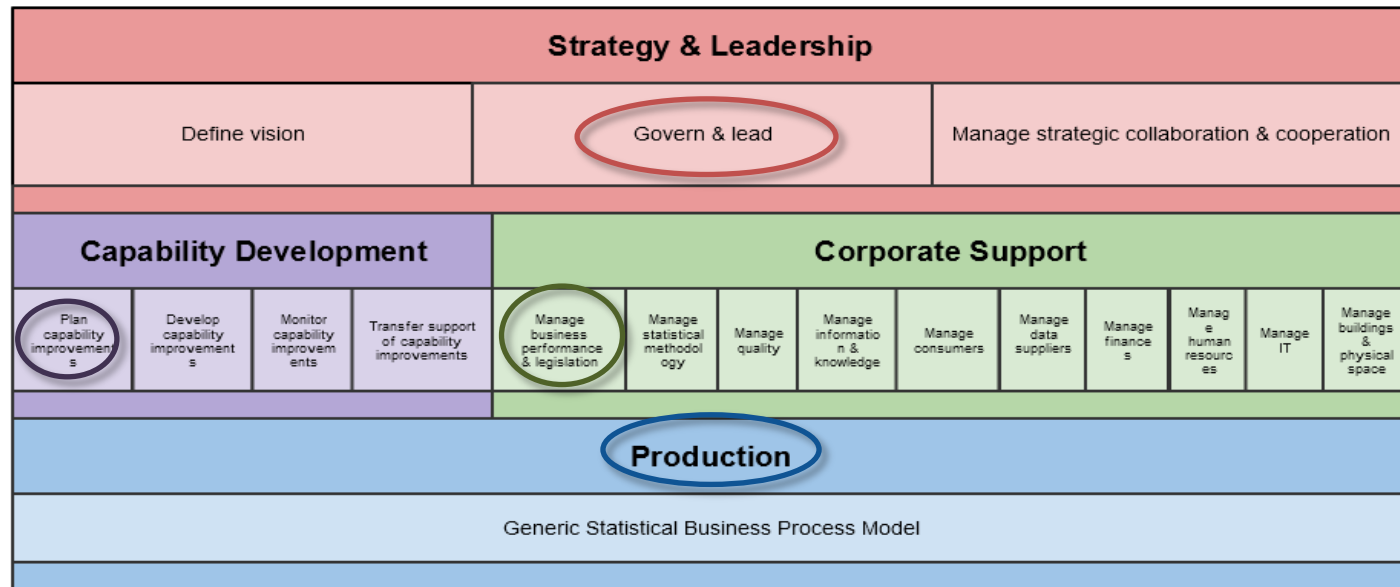 Strategy & Leadership
Define vision
Govern & lead
Manage strategic collaboration & cooperation
Capability Development
Corporate Support
Plan
capability
improvement
s
Develop
capability
improvement
s
Monitor
capability
improvem
ents
Transfer support
of capability
improvements
Manage
business
performance
& legislation
Manage
statistical
methodol
ogy
Manage
quality
Manage
informatio
n &
knowledge
Manage
consumers
Manage
data
suppliers
Manage
finance
s
Manag
e
human
resourc
es
Manage
IT
Manage
buildings
&
physical
space
Production
Generic Statistical Business Process Model